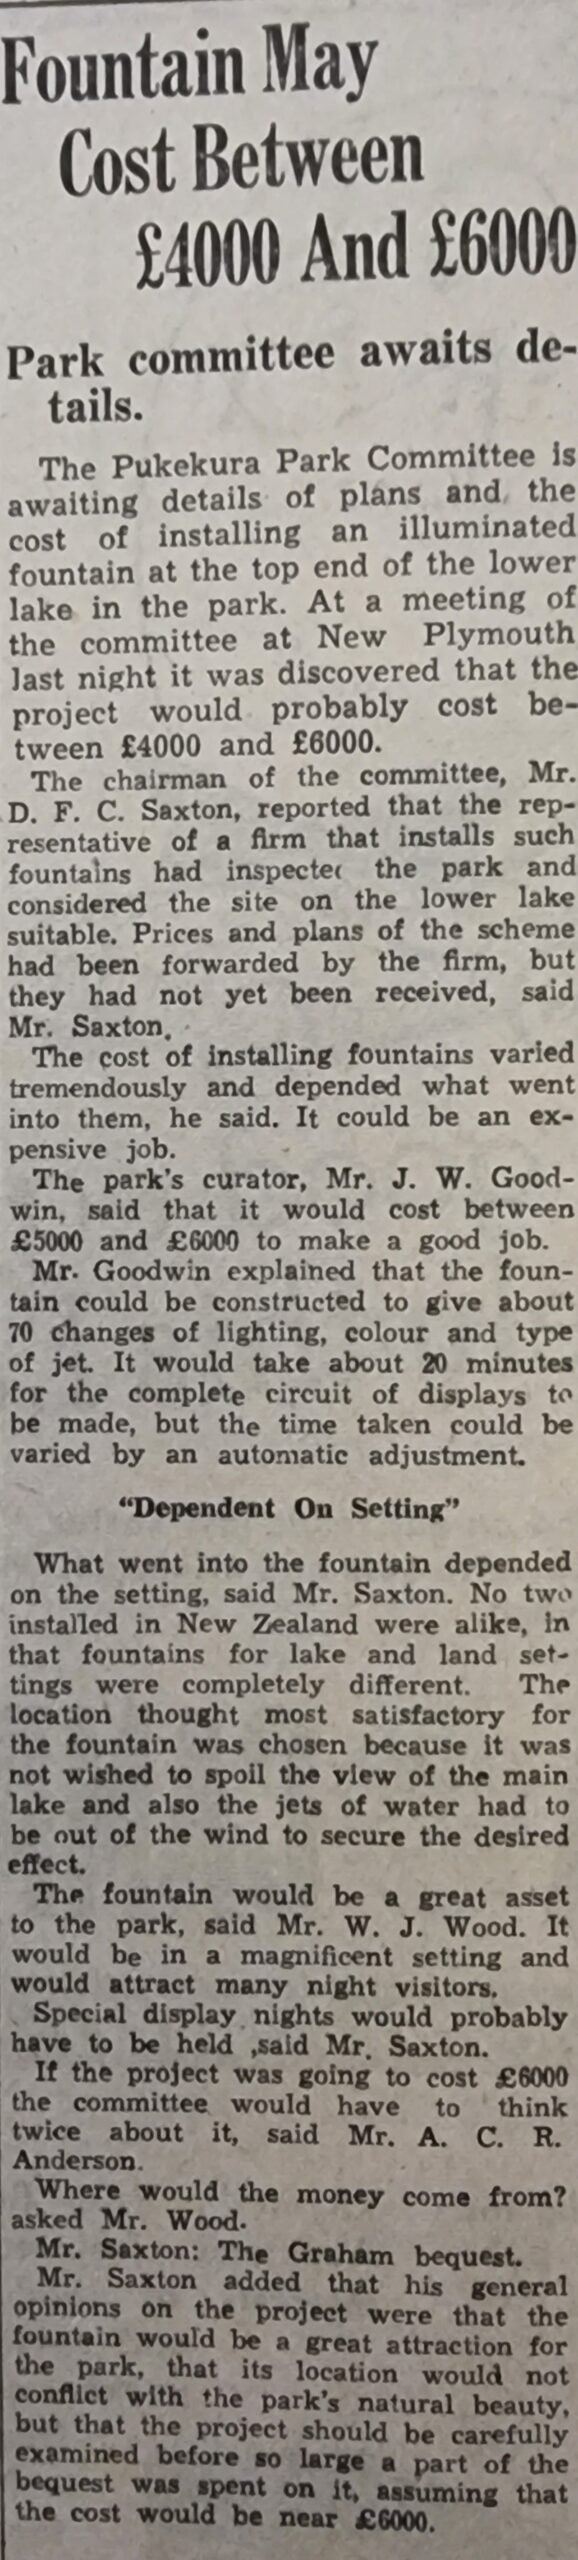 Fountain May
Cost Between
£4000 And £6000
Park committee awaits de-
tails.
The Pukekura Park Committee is
awaiting details of plans and the
cost of installing an illuminated
fountain at the top end of the lower
lake in the park. At a meeting of
the committee at New Plymouth
last night it was discovered that the
project would probably cost be-
tween £4000 and £6000.
The chairman of the committee, Mr.
D. F. C. Saxton, reported that the rep-
resentative of a firm that installs such
fountains had inspected the park and
considered the site on the lower lake
suitable. Prices and plans of the scheme
had been forwarded by the firm, but
they had not yet been received, said
Mr. Saxton.
The cost of installing fountains varied
tremendously and depended what went
into them, he said. It could be an ex-
pensive job.
The park's curator, Mr. J. W. Good-
win, said that it would cost between
£5000 and £6000 to make a good job.
Mr. Goodwin explained that the foun-
tain could be constructed to give about
70 changes of lighting, colour and type
of jet. It would take about 20 minutes
for the complete circuit of displays to
be made, but the time taken could be
varied by an automatic adjustment.
“Dependent On Setting”
What went into the fountain depended
on the setting, said Mr. Saxton. No two
installed in New Zealand were alike, in
that fountains for lake and land set-
tings were completely different. The
location thought most satisfactory for
the fountain was chosen because it was
not wished to spoil the view of the main
lake and also the jets of water had to
be out of the wind to secure the desired
effect.
The fountain would be a great asset
to the park, said Mr. W. J. Wood. It
would be in a magnificent setting and
would attract many night visitors.
Special display nights would probably
have to be held ,said Mr. Saxton.
If the project was going to cost £6000
the committee would have to think
twice about it, said Mr. A. C. R.
Anderson.
Where would the money come from?
asked Mr. Wood.
Mr. Saxton: The Graham bequest.
Mr. Saxton added that his general
opinions on the project were that the
fountain would be a great attraction for
the park, that its location would not
conflict with the park's natural beauty,
but that the project should be carefully
examined before so large a part of the
bequest was spent on it, assuming that
the cost would be near £6000.